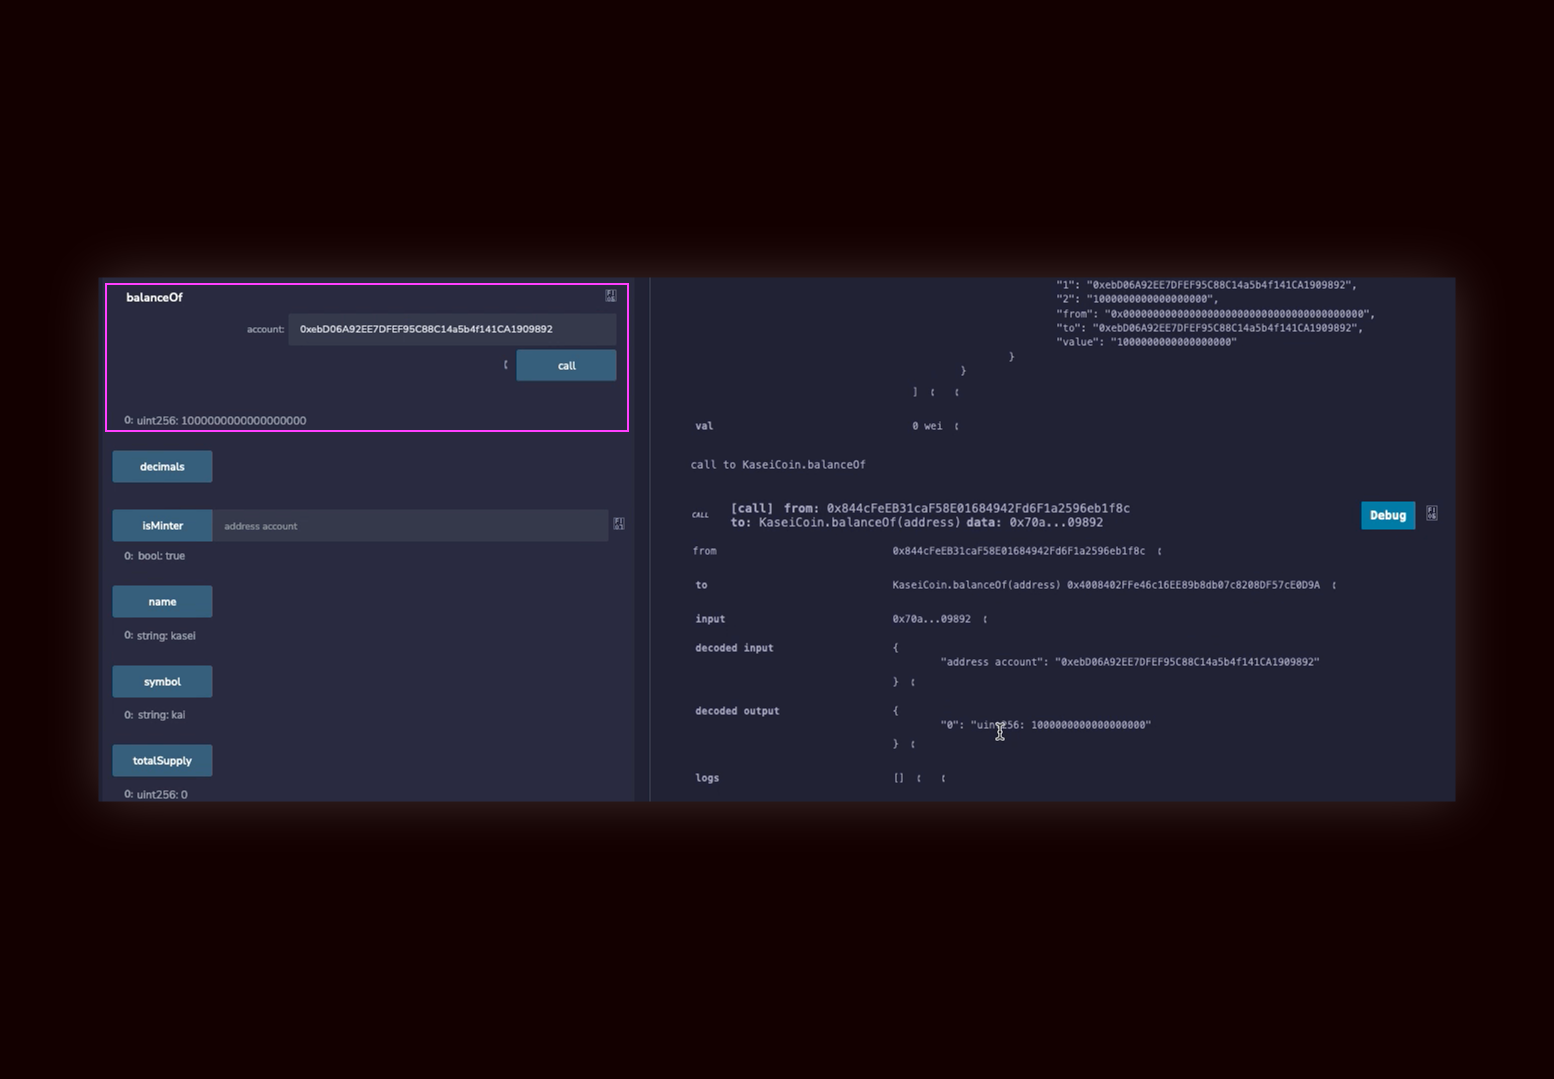 balanceOf
account: 0xebD06A92EE7DFEF95C88C14a5b4f141CA1909892
call
0: uint256: 1000000000000000000
decimals
isMinter address account
0: bool: true
name
0: string: kasei
symbol
0: string: kai
totalSupply
0: uint256: 0
"1": "0xebD06A92EE7DFEF95C88C14a5b4f141CA1909892",
"2": "1000000000000000000",
"from": "0x0000000000000000000000000000000000000000",
"to": "0xebD06A92EE7DFEF95C88C14a5b4f141CA1909892",
"value": "1000000000000000000"
}
}
]
val 0 wei
call to KaseiCoin.balanceOf
CALL [call] from: 0x844cFeEB31caF58E01684942Fd6F1a2596eb1f8c
to: KaseiCoin.balanceOf(address) data: 0x70a...09892
Debug
from 0x844cFeEB31caF58E01684942Fd6F1a2596eb1f8c
to KaseiCoin.balanceOf(address) 0x4008402FFe46c16EE89b8db07c8208DF57cE0D9A
input 0x70a...09892
decoded input {
"address account": "0xebD06A92EE7DFEF95C88C14a5b4f141CA1909892"
}
decoded output {
"0": "uint256: 1000000000000000000"
}
logs []